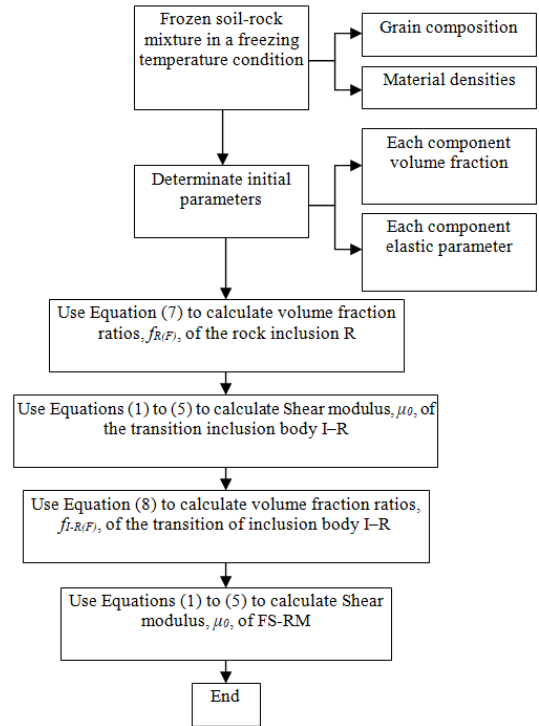 Frozen soil-rock
mixture in a freezing
temperature condition
Grain composition
Material densities
Determinate initial
parameters
Each component
volume fraction
Each component
elastic parameter
Use Equation (7) to calculate volume fraction
ratios, fR(F), of the rock inclusion R
Use Equations (1) to (5) to calculate Shear modulus, μ0, of
the transition inclusion body I–R
Use Equation (8) to calculate volume fraction ratios,
fI-R(F), of the transition of inclusion body I–R
Use Equations (1) to (5) to calculate Shear
modulus, μ0, of FS-RM
End